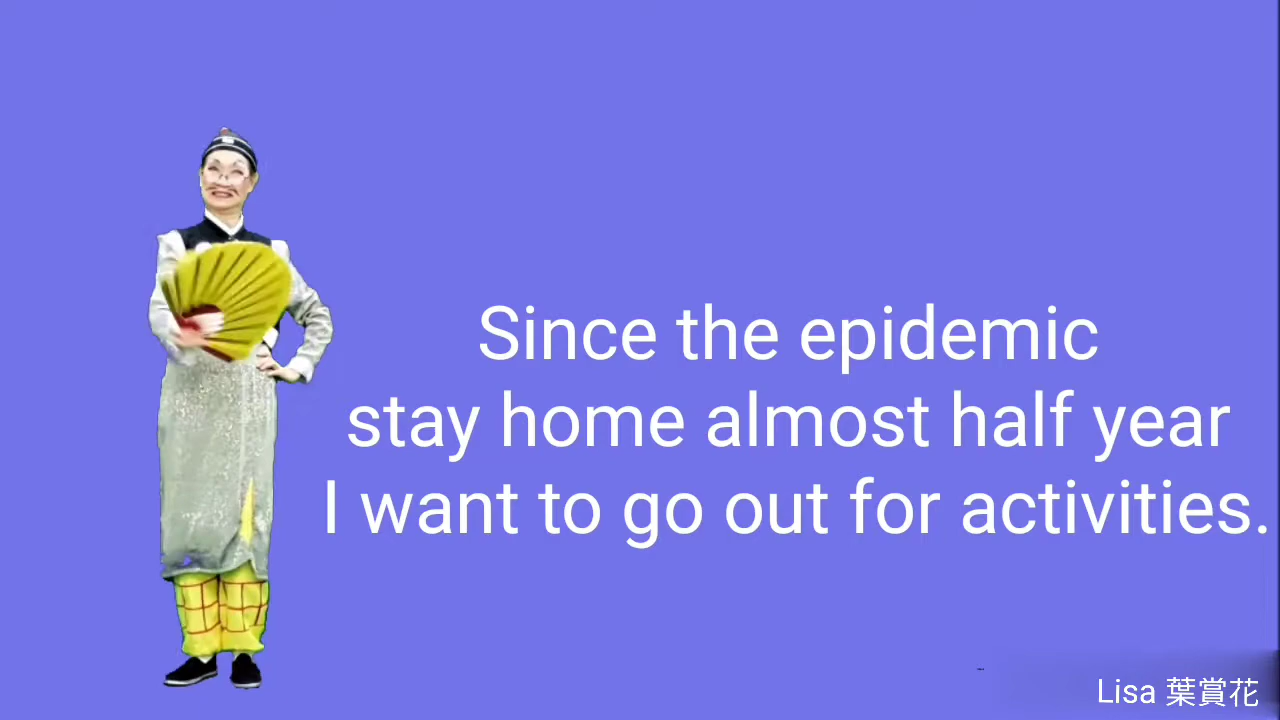 Since the epidemic
stay home almost half year
I want to go out for activities.
Lisa 葉賞花